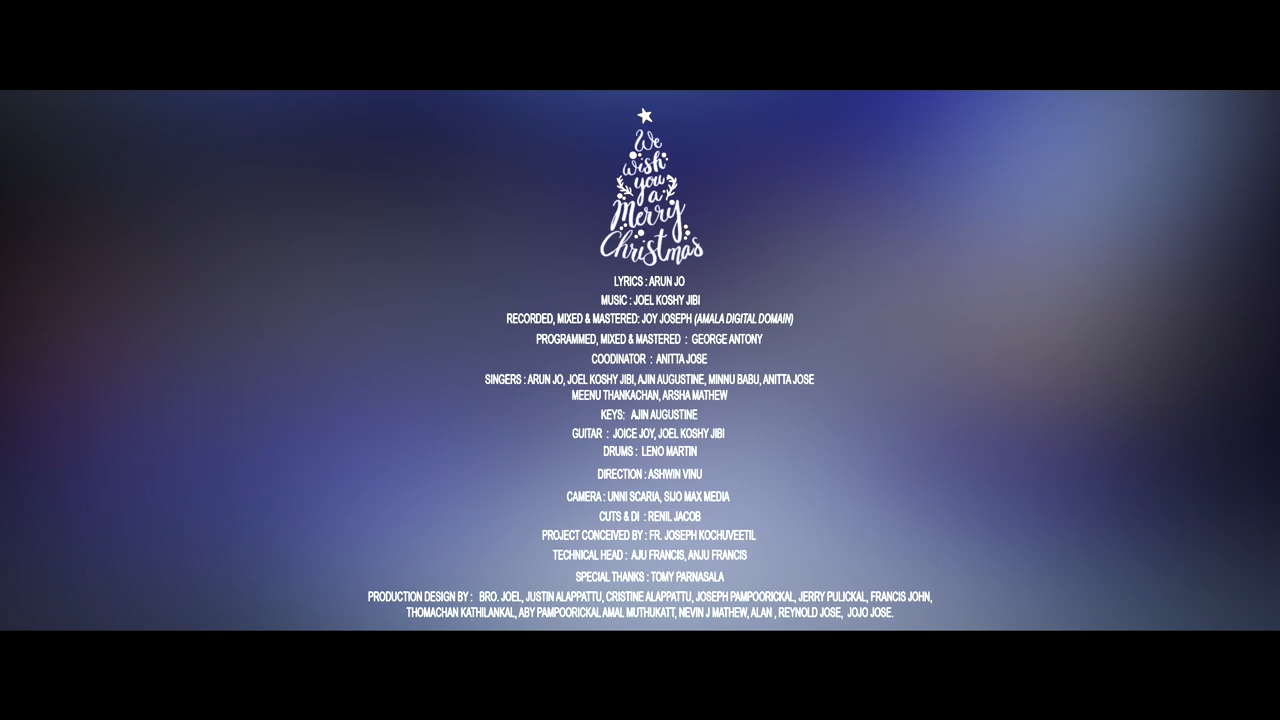 We
wish
you
a
Merry
Christmas
LYRICS : ARUN JO
MUSIC : JOEL KOSHY JIBI
RECORDED, MIXED & MASTERED: JOY JOSEPH (AMALA DIGITAL DOMAIN)
PROGRAMMED, MIXED & MASTERED : GEORGE ANTONY
COODINATOR : ANITTA JOSE
SINGERS : ARUN JO, JOEL KOSHY JIBI, AJIN AUGUSTINE, MINNU BABU, ANITTA JOSE
MEENU THANKACHAN, ARSHA MATHEW
KEYS: AJIN AUGUSTINE
GUITAR : JOICE JOY, JOEL KOSHY JIBI
DRUMS : LENO MARTIN
DIRECTION : ASHWIN VINU
CAMERA : UNNI SCARIA, SIJO MAX MEDIA
CUTS & DI : RENIL JACOB
PROJECT CONCEIVED BY : FR. JOSEPH KOCHUVEETIL
TECHNICAL HEAD : AJU FRANCIS, ANJU FRANCIS
SPECIAL THANKS : TOMY PARNASALA
PRODUCTION DESIGN BY : BRO. JOEL, JUSTIN ALAPPATTU, CRISTINE ALAPPATTU, JOSEPH PAMPOORICKAL, JERRY PULICKAL, FRANCIS JOHN,
THOMACHAN KATHILANKAL, ABY PAMPOORICKAL AMAL MUTHUKATT, NEVIN J MATHEW, ALAN , REYNOLD JOSE, JOJO JOSE.